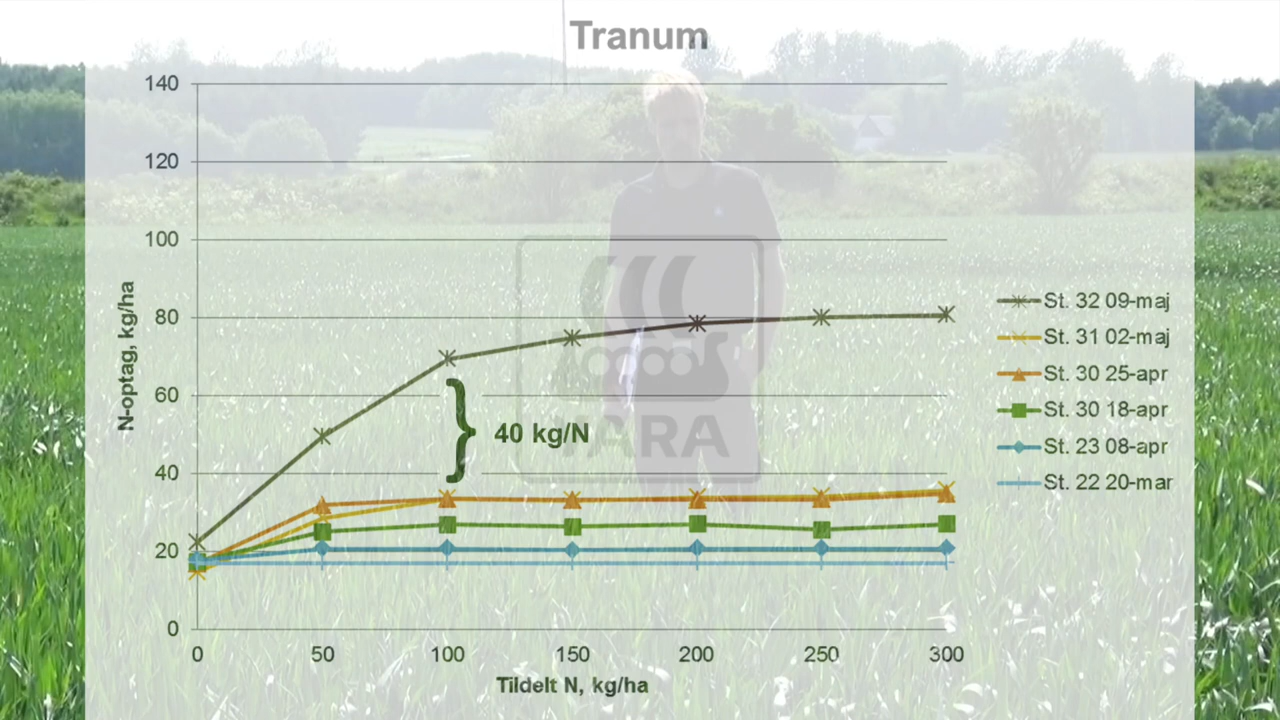 Tranum
140
120
100
80
60
40
20
0
N-optag, kg/ha
40 kg/N
YARA
0 50 100 150 200 250 300
Tildelt N, kg/ha
St. 32 09-maj
St. 31 02-maj
St. 30 25-apr
St. 30 18-apr
St. 23 08-apr
St. 22 20-mar